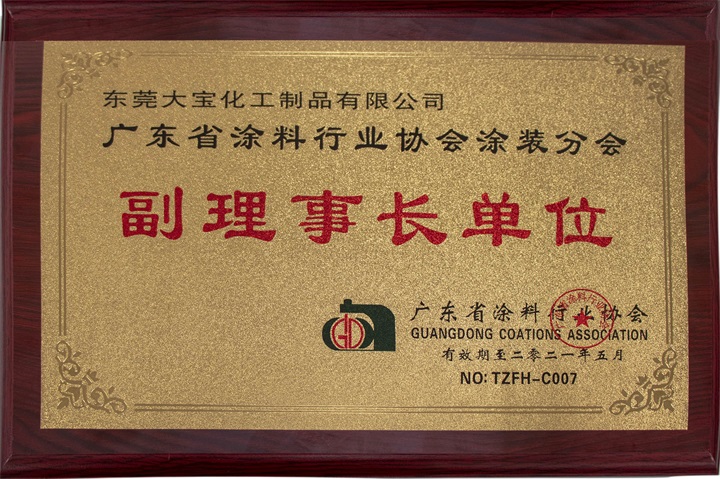 东莞大宝化工制品有限公司
广东省涂料行业协会涂装分会
副理事长单位
广东省涂料行业协会
GUANGDONG COATIONS ASSOCIATION
有效期至二零二一年五月
NO: TZFH-C007